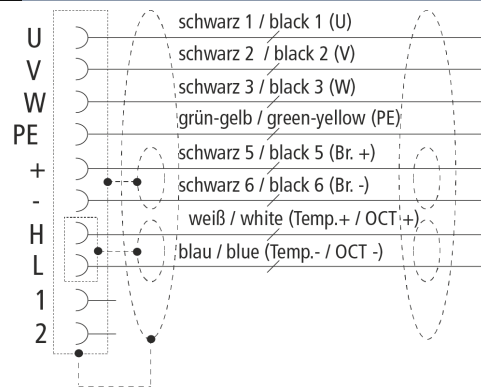 U schwarz 1 / black 1 (U)
V schwarz 2 / black 2 (V)
W schwarz 3 / black 3 (W)
PE grün-gelb / green-yellow (PE)
+ schwarz 5 / black 5 (Br. +)
- schwarz 6 / black 6 (Br. -)
H weiß / white (Temp.+ / OCT +)
L blau / blue (Temp.- / OCT -)
1
2